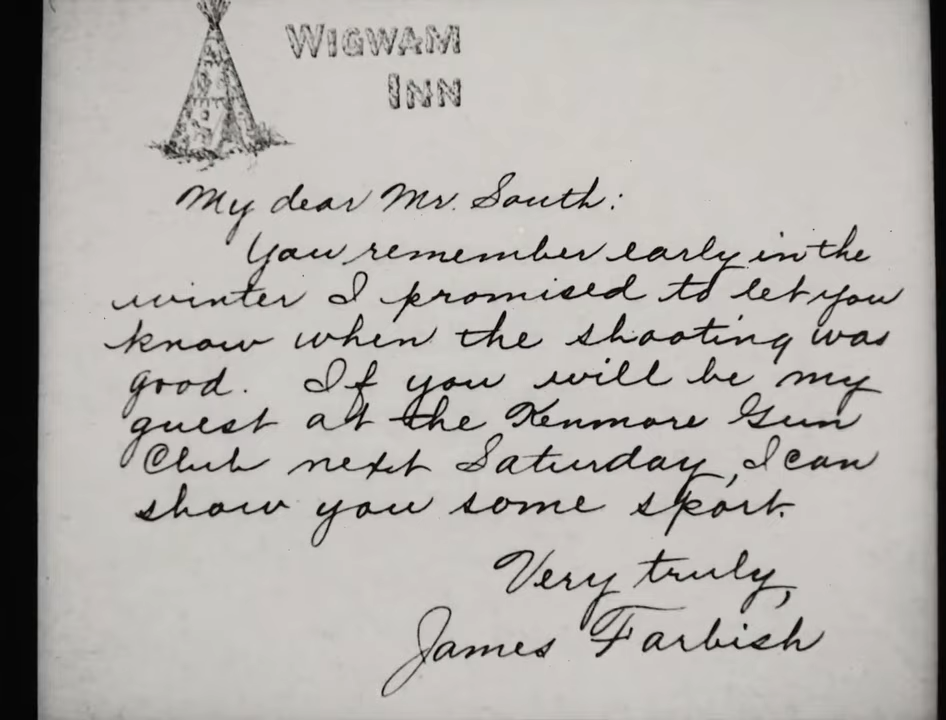 WIGWAM
INN
My dear Mr. South:
You remember early in the
winter I promised to let you
know when the shooting was
good. If you will be my
guest at the Kenmore Gun
Club next Saturday, I can
show you some sport.
Very truly,
James Farbish